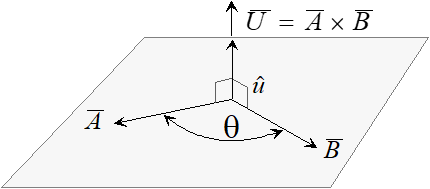 U̅ = A̅ × B̅
û
A̅
θ
B̅